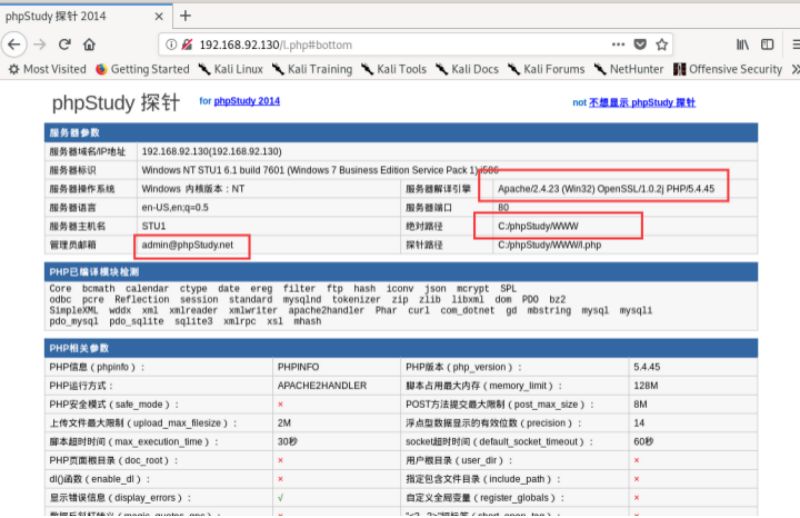 phpStudy 探针 2014
192.168.92.130/l.php#bottom
Most Visited Getting Started Kali Linux Kali Training Kali Tools Kali Docs Kali Forums NetHunter Offensive Security
phpStudy 探针 for phpStudy 2014 not 不想显示 phpStudy 探针
服务器参数
服务器域名/IP地址 192.168.92.130(192.168.92.130)
服务器标识 Windows NT STU1 6.1 build 7601 (Windows 7 Business Edition Service Pack 1) i586
服务器操作系统 Windows 内核版本：NT 服务器解译引擎 Apache/2.4.23 (Win32) OpenSSL/1.0.2j PHP/5.4.45
服务器语言 en-US,en;q=0.5 服务器端口 80
服务器主机名 STU1 绝对路径 C:/phpStudy/WWW
管理员邮箱 admin@phpStudy.net 探针路径 C:/phpStudy/WWW/l.php
PHP已编译模块检测
Core bcmath calendar ctype date ereg filter ftp hash iconv json mcrypt SPL
odbc pcre Reflection session standard mysqlnd tokenizer zip zlib libxml dom PDO bz2
SimpleXML wddx xml xmlreader xmlwriter apache2handler Phar curl com_dotnet gd mbstring mysql mysqli
pdo_mysql pdo_sqlite sqlite3 xmlrpc xsl mhash
PHP相关参数
PHP信息（phpinfo）： PHPINFO PHP版本（php_version）： 5.4.45
PHP运行方式： APACHE2HANDLER 脚本占用最大内存（memory_limit）： 128M
PHP安全模式（safe_mode）： × POST方法提交最大限制（post_max_size）： 8M
上传文件最大限制（upload_max_filesize）： 2M 浮点型数据显示的有效位数（precision）： 14
脚本超时时间（max_execution_time）： 30秒 socket超时时间（default_socket_timeout）： 60秒
PHP页面根目录（doc_root）： × 用户根目录（user_dir）： ×
dl()函数（enable_dl）： × 指定包含文件目录（include_path）： ×
显示错误信息（display_errors）： √ 自定义全局变量（register_globals）： ×